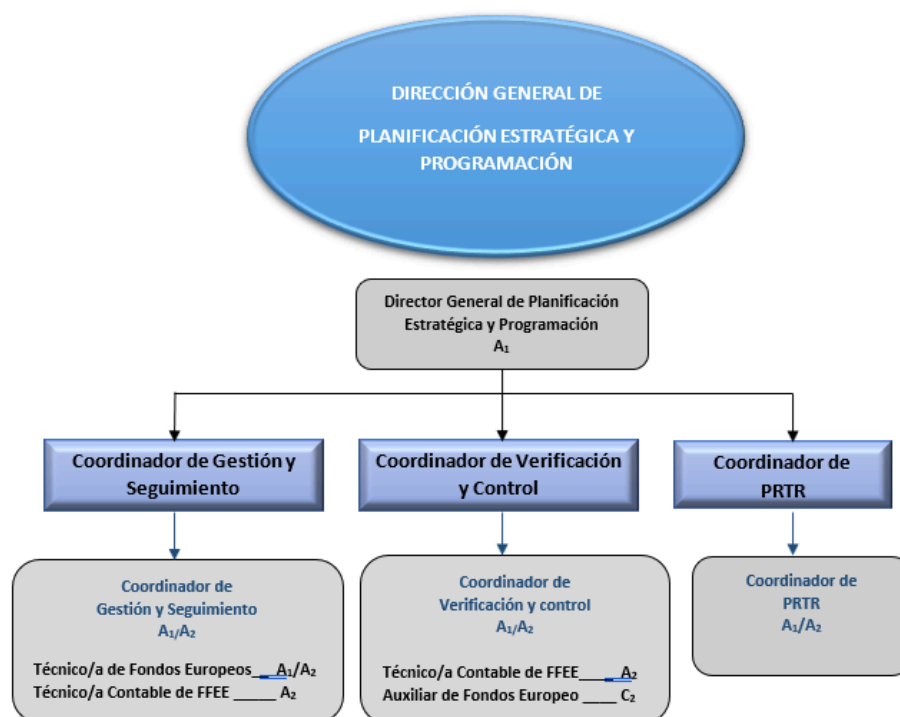 DIRECCIÓN GENERAL DE
PLANIFICACIÓN ESTRATÉGICA Y
PROGRAMACIÓN
Director General de Planificación
Estratégica y Programación
A₁
Coordinador de Gestión y
Seguimiento
Coordinador de Verificación
y Control
Coordinador de
PRTR
Coordinador de
Gestión y Seguimiento
A₁/A₂
Técnico/a de Fondos Europeos___A₁/A₂
Técnico/a Contable de FFEE _____ A₂
Coordinador de
Verificación y control
A₁/A₂
Técnico/a Contable de FFEE_____ A₂
Auxiliar de Fondos Europeo ____ C₂
Coordinador de
PRTR
A₁/A₂